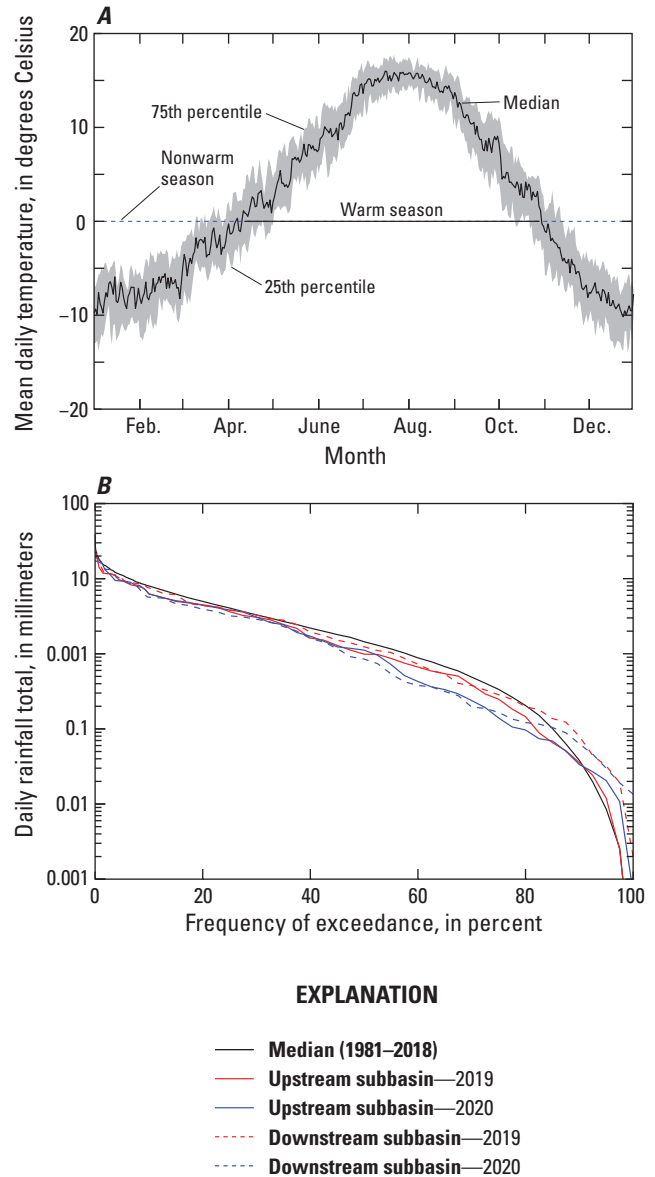 A
Mean daily temperature, in degrees Celsius
20
10
0
−10
−20
75th percentile
Median
Nonwarm
season
Warm season
25th percentile
Feb.
Apr.
June
Aug.
Oct.
Dec.
Month
B
Daily rainfall total, in millimeters
100
10
0.001
0.1
0.01
0.001
0
20
40
60
80
100
Frequency of exceedance, in percent
EXPLANATION
Median (1981–2018)
Upstream subbasin—2019
Upstream subbasin—2020
Downstream subbasin—2019
Downstream subbasin—2020